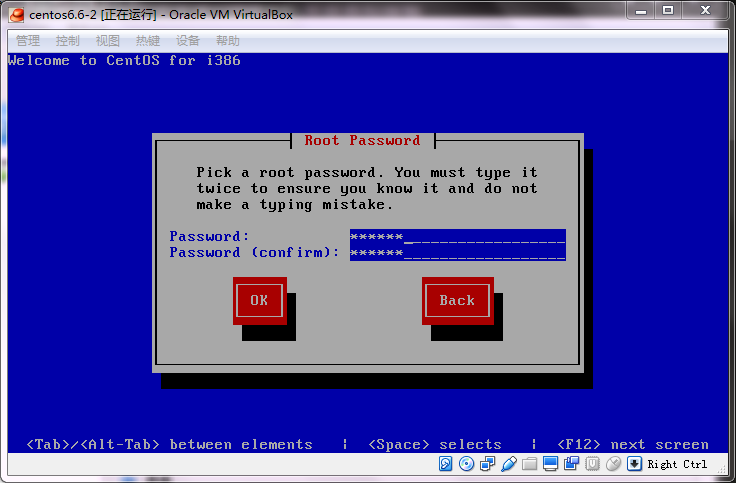 centos6.6-2 [正在运行] - Oracle VM VirtualBox
管理 控制 视图 热键 设备 帮助
Welcome to CentOS for i386
Root Password
Pick a root password. You must type it
twice to ensure you know it and do not
make a typing mistake.
Password: ******__________________
Password (confirm): ******__________________
OK Back
<Tab>/<Alt-Tab> between elements | <Space> selects | <F12> next screen
Right Ctrl